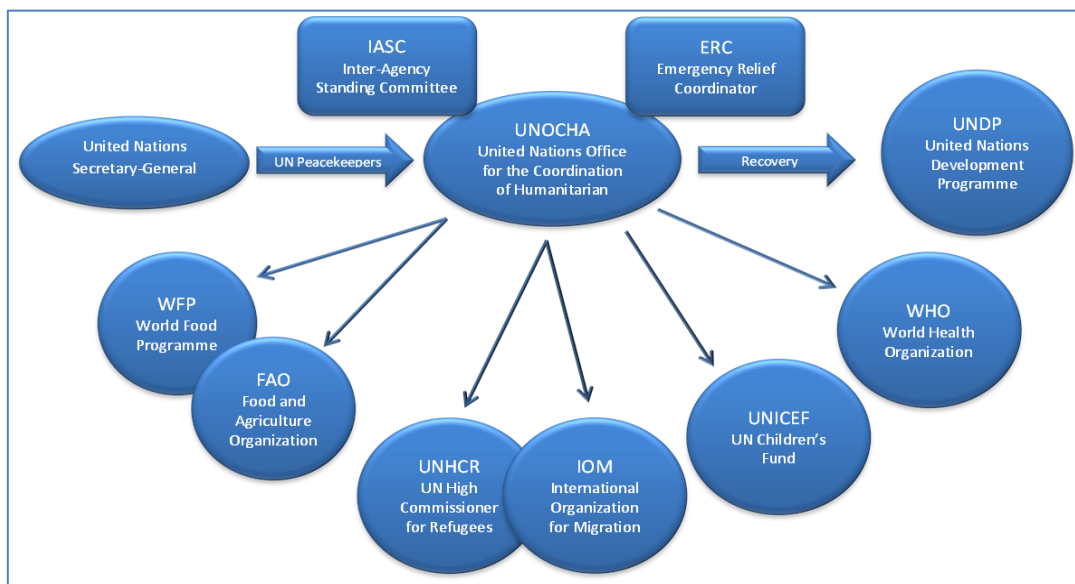 IASC
Inter-Agency
Standing Committee
ERC
Emergency Relief
Coordinator
United Nations
Secretary-General
UN Peacekeepers
UNOCHA
United Nations Office
for the Coordination
of Humanitarian
Recovery
UNDP
United Nations
Development
Programme
WFP
World Food
Programme
FAO
Food and
Agriculture
Organization
UNHCR
UN High
Commissioner
for Refugees
IOM
International
Organization
for Migration
UNICEF
UN Children’s
Fund
WHO
World Health
Organization